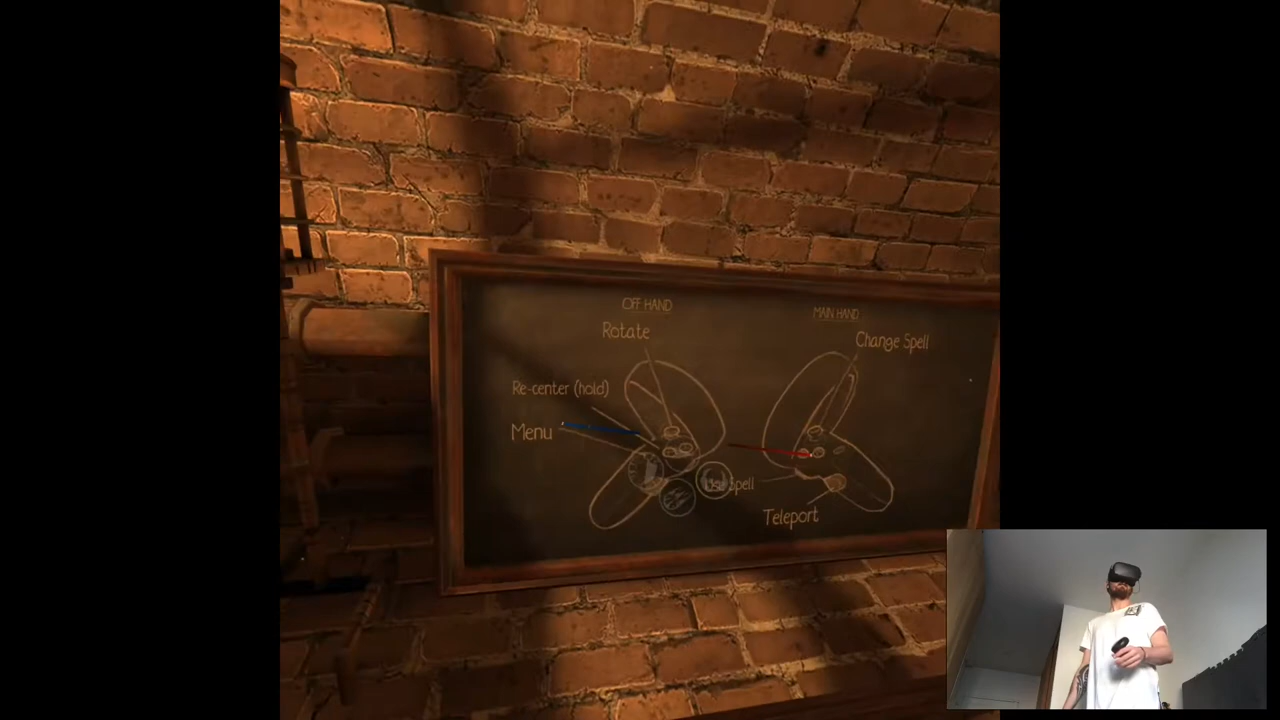 OFF HAND
MAIN HAND
Rotate
Change Spell
Re-center (hold)
Menu
Use Spell
Teleport